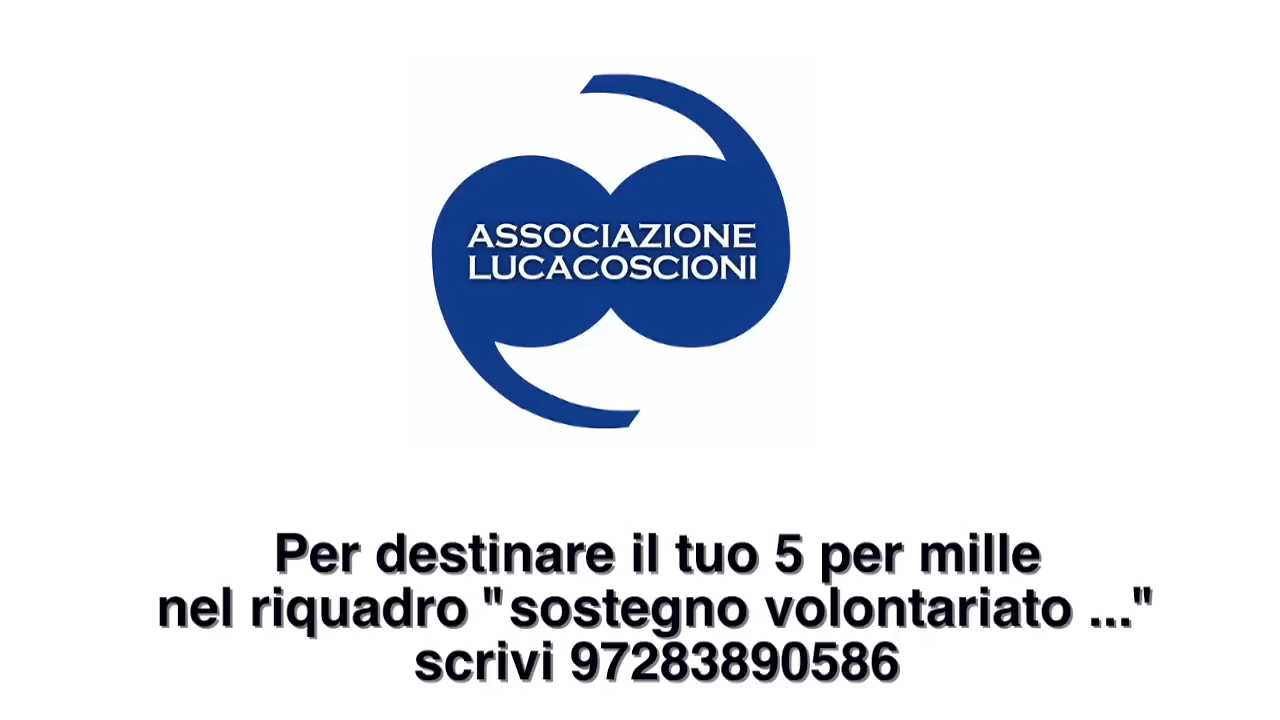 ASSOCIAZIONE
LUCACOSCIONI
Per destinare il tuo 5 per mille
nel riquadro "sostegno volontariato ..."
scrivi 97283890586